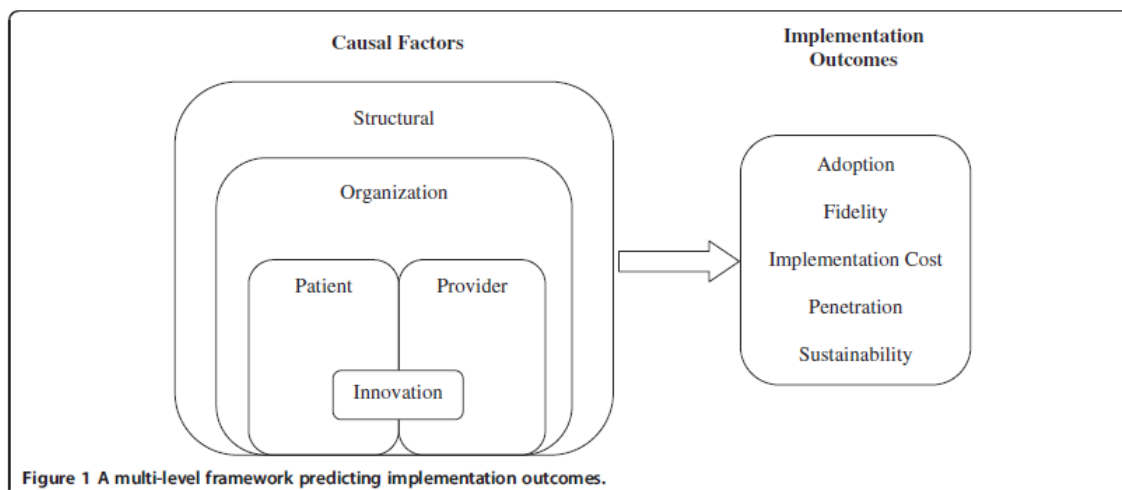 Causal Factors
Implementation
Outcomes
Structural
Organization
Patient
Provider
Innovation
Adoption
Fidelity
Implementation Cost
Penetration
Sustainability
Figure 1 A multi-level framework predicting implementation outcomes.